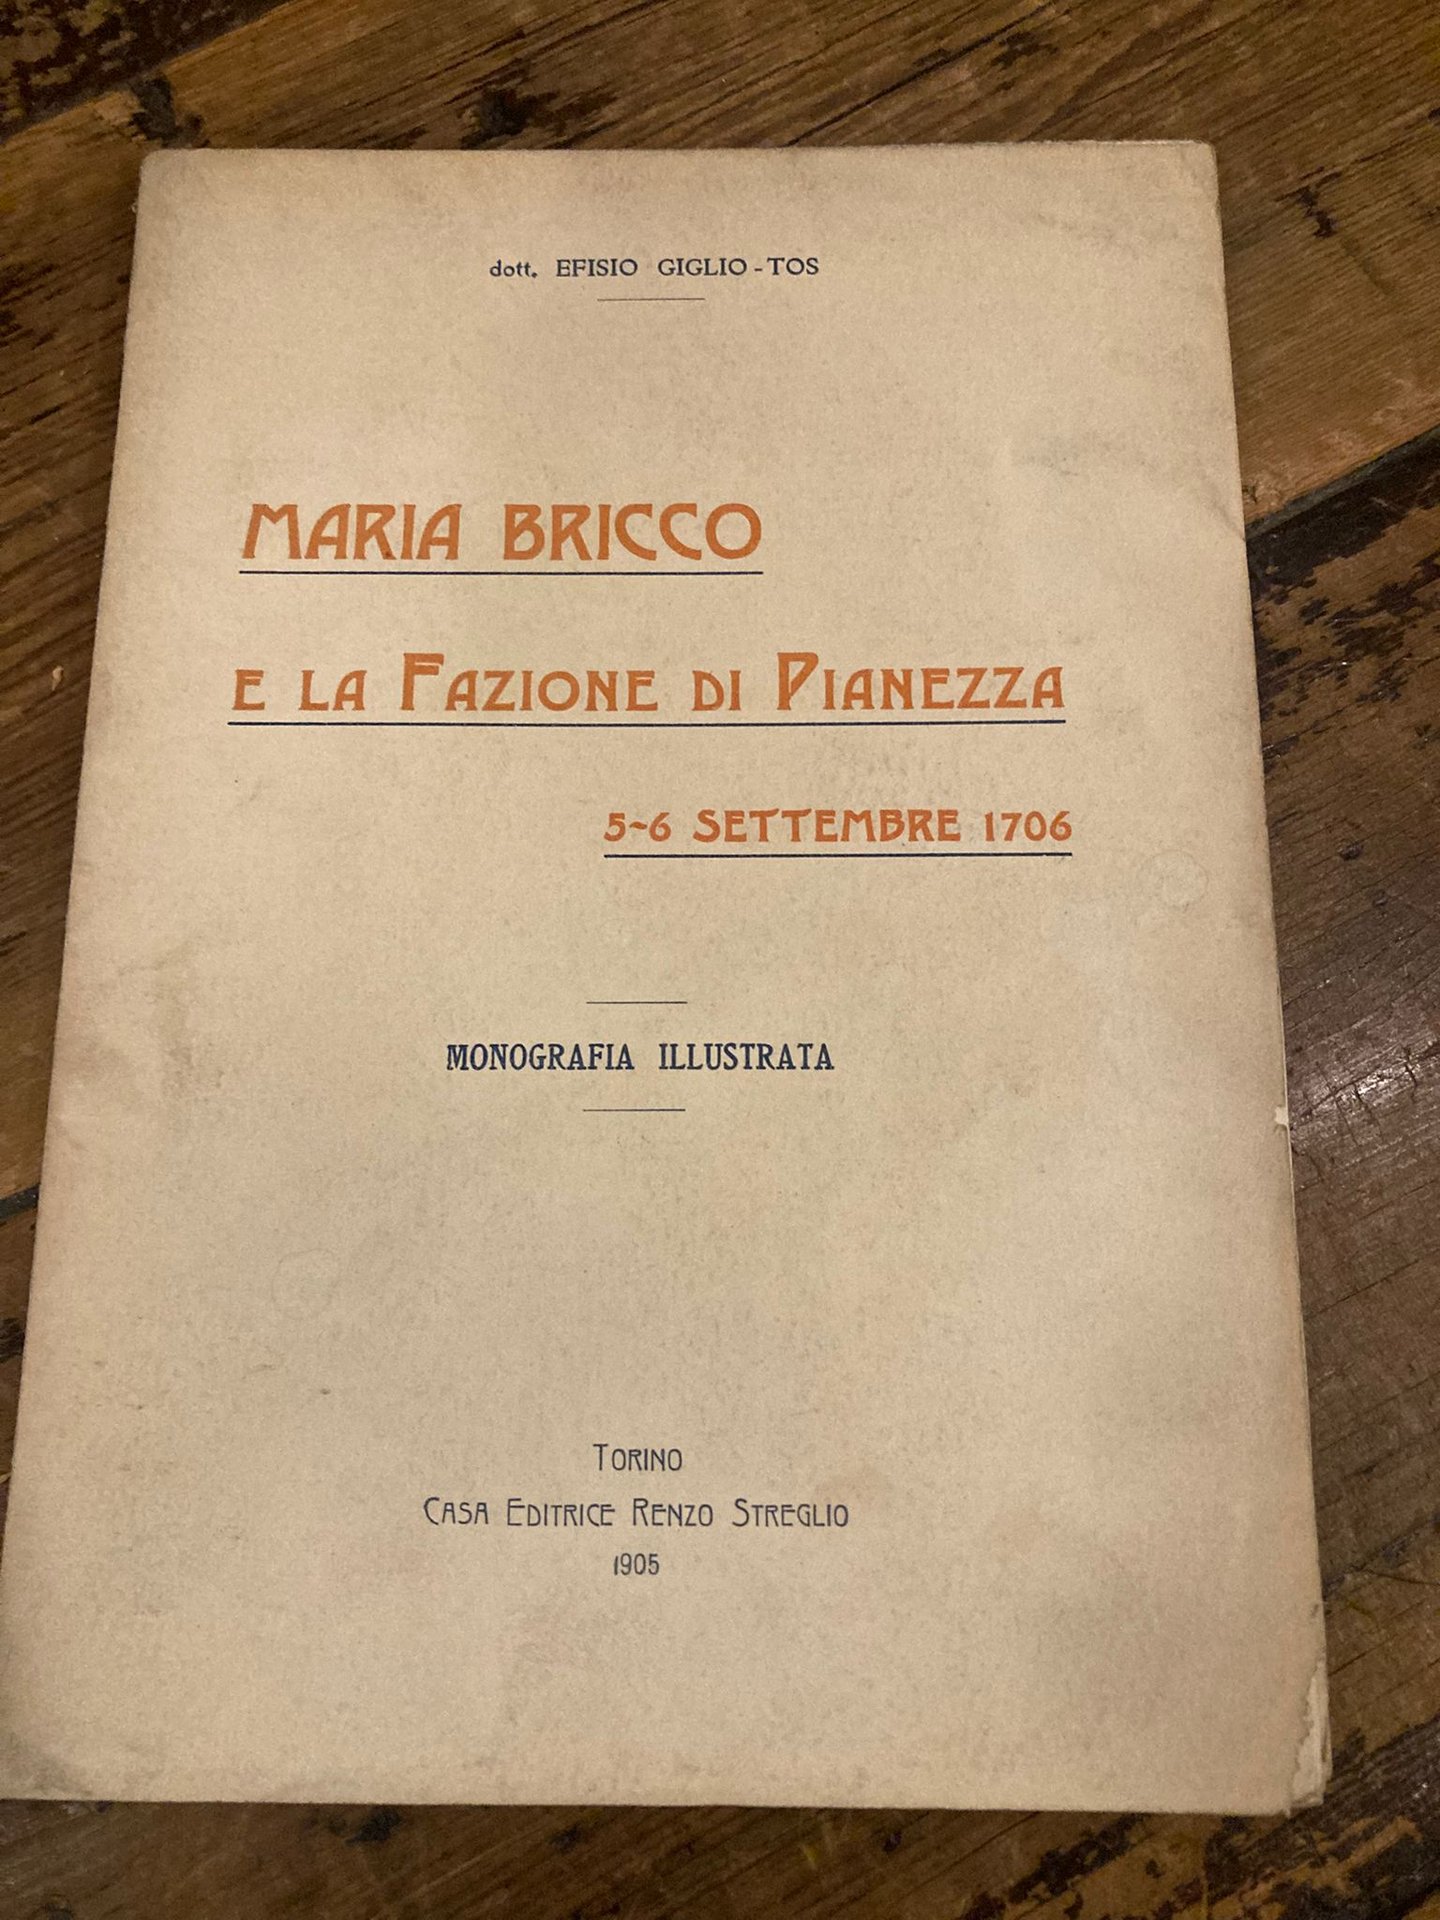 dott. EFISIO GIGLIO-TOS
MARIA BRICCO
E LA FAZIONE DI PIANEZZA
5-6 SETTEMBRE 1706
MONOGRAFIA ILLUSTRATA
TORINO
CASA EDITRICE RENZO STREGLIO
1905